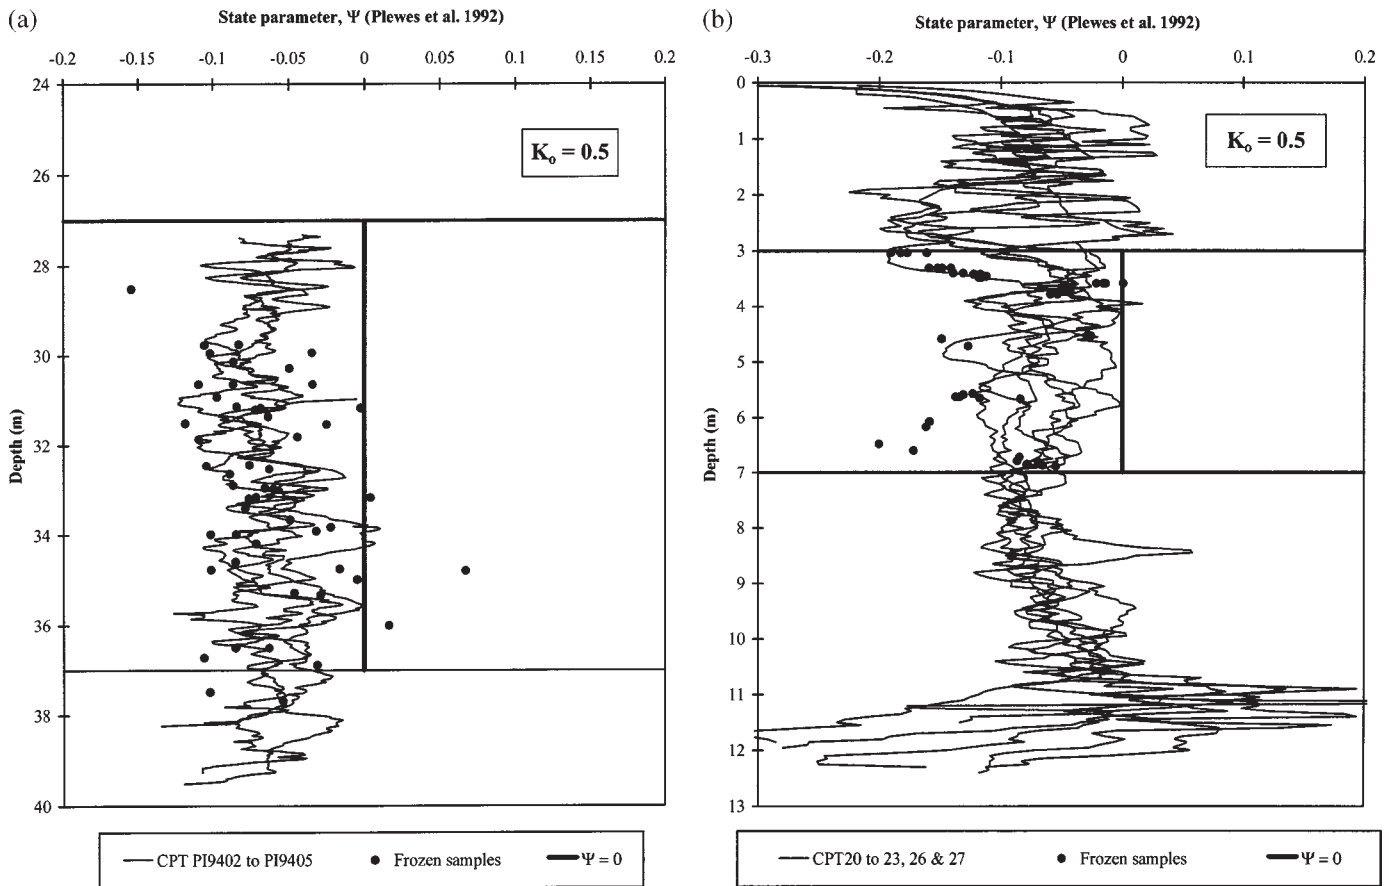 (a)
State parameter, Ψ (Plewes et al. 1992)
-0.2 -0.15 -0.1 -0.05 0 0.05 0.1 0.15 0.2
24
26
28
30
32
34
36
38
40
Depth (m)
K₀ = 0.5
CPT PI9402 to PI9405 Frozen samples Ψ = 0
(b)
State parameter, Ψ (Plewes et al. 1992)
-0.3 -0.2 -0.1 0 0.1 0.2
0
1
2
3
4
5
6
7
8
9
10
11
12
13
Depth (m)
K₀ = 0.5
CPT20 to 23, 26 & 27 Frozen samples Ψ = 0